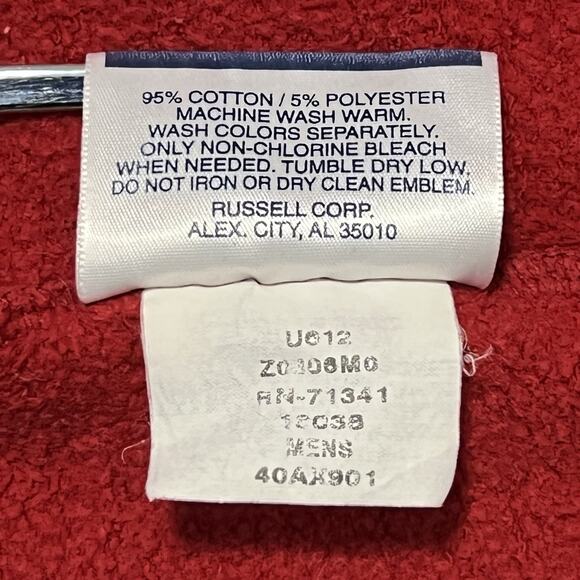 95% COTTON / 5% POLYESTER
MACHINE WASH WARM.
WASH COLORS SEPARATELY.
ONLY NON-CHLORINE BLEACH
WHEN NEEDED. TUMBLE DRY LOW.
DO NOT IRON OR DRY CLEAN EMBLEM.
RUSSELL CORP.
ALEX. CITY, AL 35010
U612
RN-71341
MENS
40AX901